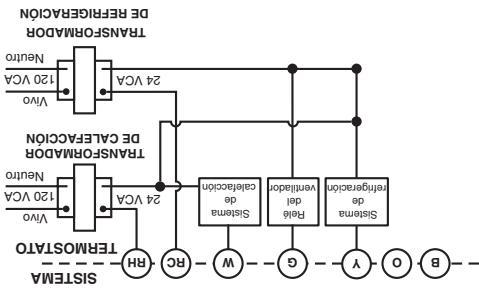 SISTEMA
TERMOSTATO
B O Y G W RC RH
Sistema
de
refrigeración
Relé
del
ventilador
Sistema
de
calefacción
24 VCA
Vivo
120 VCA
Neutro
TRANSFORMADOR
DE CALEFACCIÓN
24 VCA
Vivo
120 VCA
Neutro
TRANSFORMADOR
DE REFRIGERACIÓN